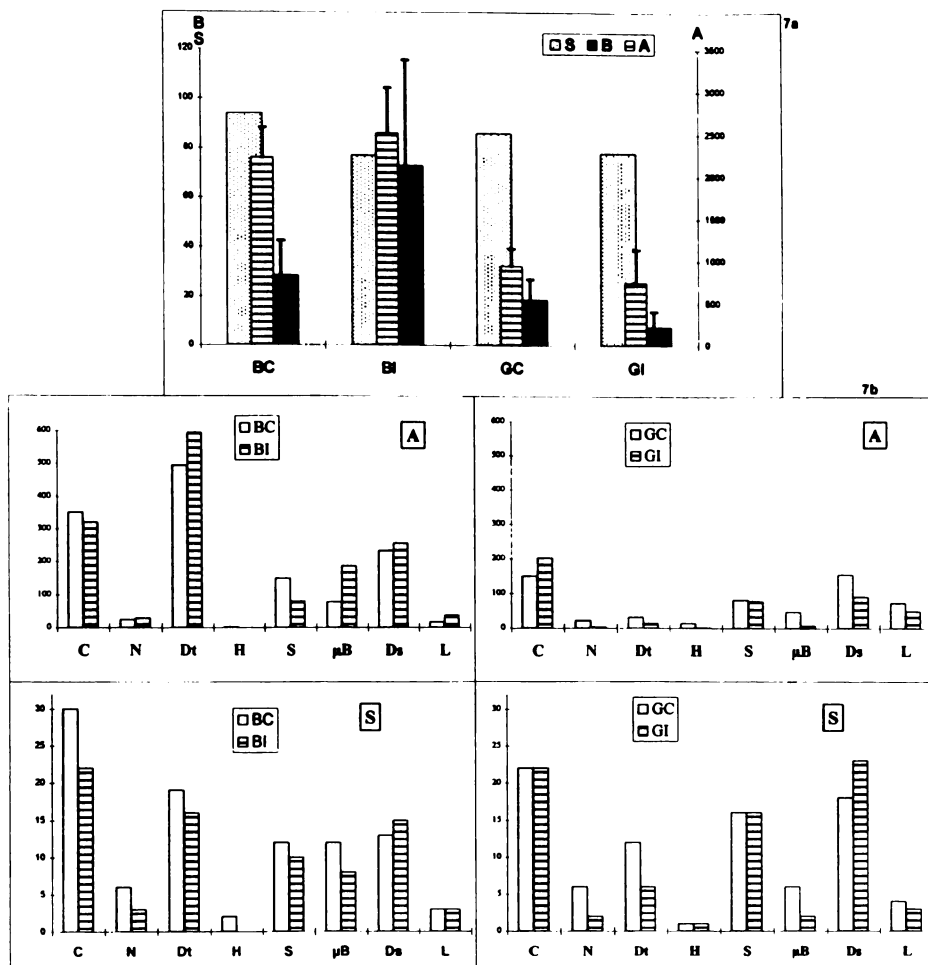 7a
B
S
A
S B A
120
100
80
60
40
20
0
3500
3000
2500
2000
1500
1000
500
0
BC BI GC GI
7b
BC
BI
A
600
500
400
300
200
100
0
C N Dt H S µB Ds L
GC
GI
A
600
500
400
300
200
100
0
C N Dt H S µB Ds L
BC
BI
S
30
25
20
15
10
5
0
C N Dt H S µB Ds L
GC
GI
S
30
25
20
15
10
5
0
C N Dt H S µB Ds L